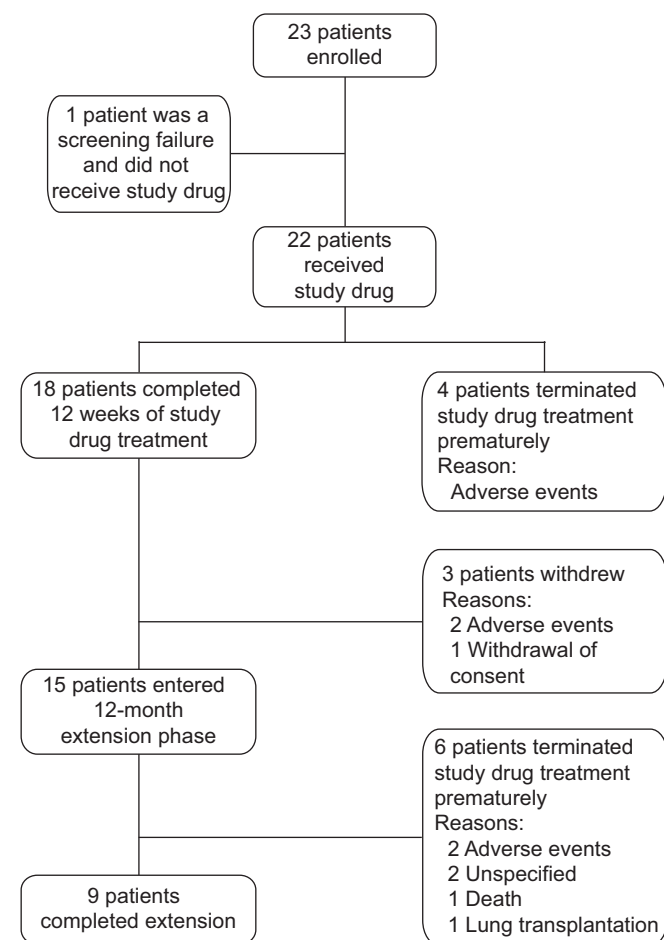 23 patients
enrolled
1 patient was a
screening failure
and did not
receive study drug
22 patients
received
study drug
18 patients completed
12 weeks of study
drug treatment
4 patients terminated
study drug treatment
prematurely
Reason:
Adverse events
3 patients withdrew
Reasons:
2 Adverse events
1 Withdrawal of
consent
15 patients entered
12-month
extension phase
6 patients terminated
study drug treatment
prematurely
Reasons:
2 Adverse events
2 Unspecified
1 Death
1 Lung transplantation
9 patients
completed extension